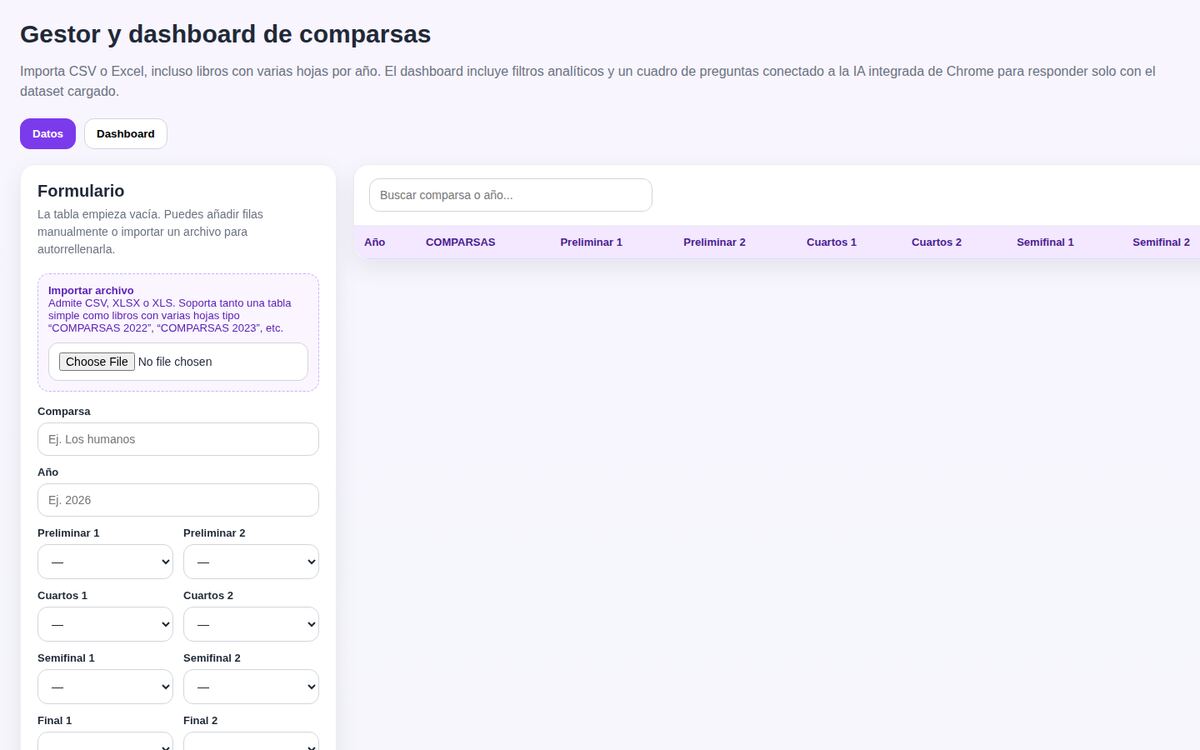 Gestor y dashboard de comparsas
Importa CSV o Excel, incluso libros con varias hojas por año. El dashboard incluye filtros analíticos y un cuadro de preguntas conectado a la IA integrada de Chrome para responder solo con el
dataset cargado.
Datos
Dashboard
Formulario
La tabla empieza vacía. Puedes añadir filas
manualmente o importar un archivo para
autorrellenarla.
Importar archivo
Admite CSV, XLSX o XLS. Soporta tanto una tabla
simple como libros con varias hojas tipo
“COMPARSAS 2022”, “COMPARSAS 2023”, etc.
Choose File No file chosen
Comparsa
Ej. Los humanos
Año
Ej. 2026
Preliminar 1 Preliminar 2
— —
Cuartos 1 Cuartos 2
— —
Semifinal 1 Semifinal 2
— —
Final 1 Final 2
Buscar comparsa o año...
Año COMPARSAS Preliminar 1 Preliminar 2 Cuartos 1 Cuartos 2 Semifinal 1 Semifinal 2